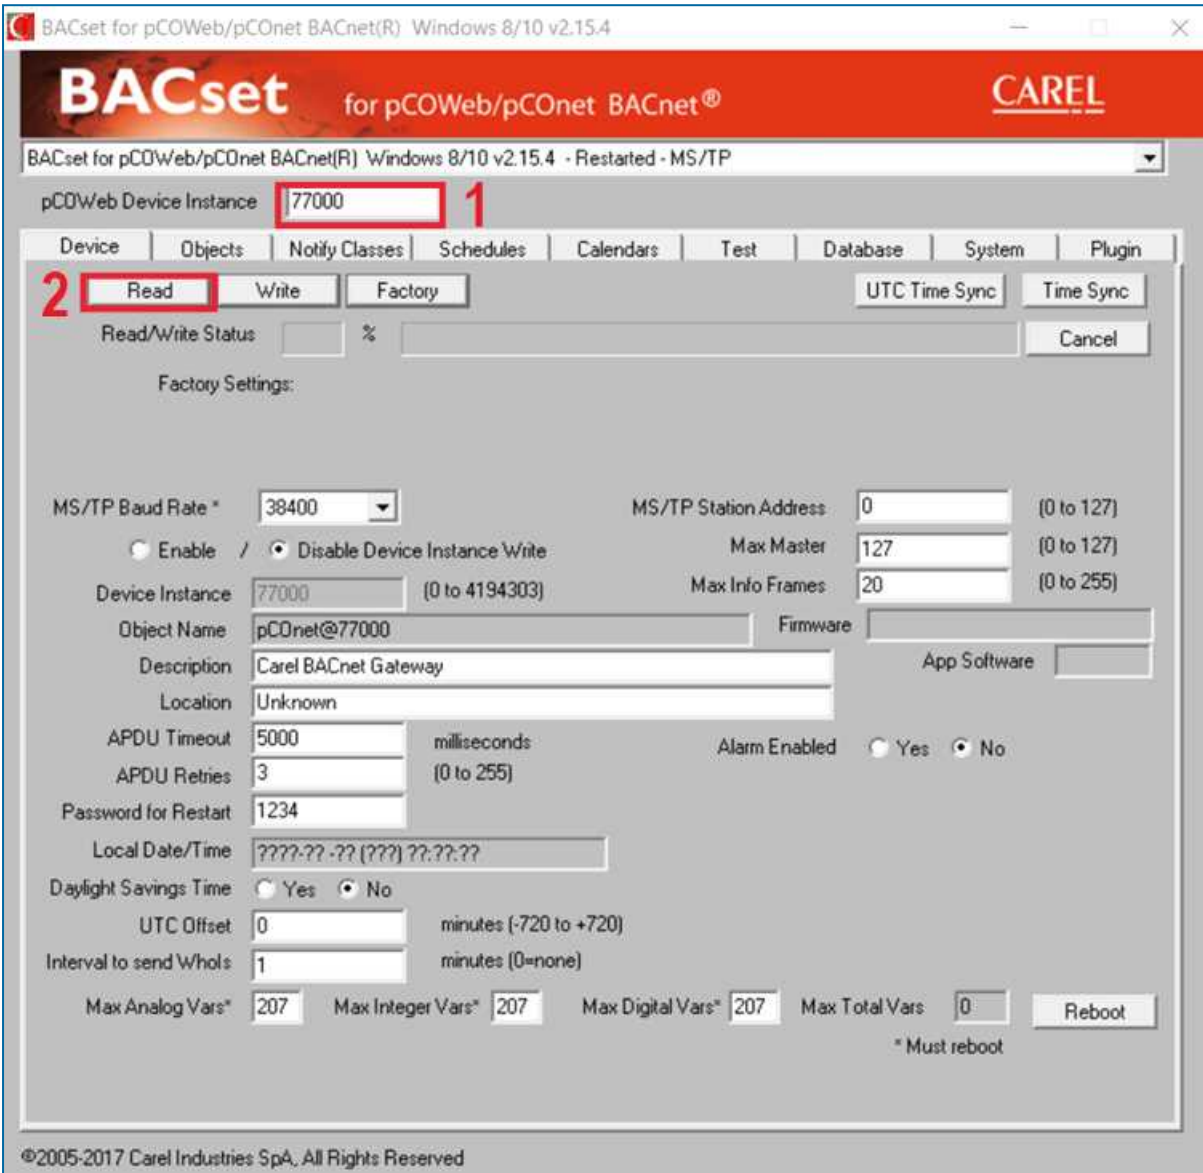 BACset for pCOWeb/pCOnet BACnet(R) Windows 8/10 v2.15.4
BACset for pCOWeb/pCOnet BACnet®
CAREL
BACset for pCOWeb/pCOnet BACnet(R) Windows 8/10 v2.15.4 - Restarted - MS/TP
pCOWeb Device Instance 77000 1
Device Objects Notify Classes Schedules Calendars Test Database System Plugin
2 Read Write Factory UTC Time Sync Time Sync
Read/Write Status % Cancel
Factory Settings:
MS/TP Baud Rate * 38400 MS/TP Station Address 0 (0 to 127)
Enable / Disable Device Instance Write Max Master 127 (0 to 127)
Device Instance 77000 (0 to 4194303) Max Info Frames 20 (0 to 255)
Object Name pCOnet@77000 Firmware
Description Carel BACnet Gateway App Software
Location Unknown
APDU Timeout 5000 milliseconds Alarm Enabled Yes No
APDU Retries 3 (0 to 255)
Password for Restart 1234
Local Date/Time ????-?? -?? (???) ??:??:??
Daylight Savings Time Yes No
UTC Offset 0 minutes (-720 to +720)
Interval to send WhoIs 1 minutes (0=none)
Max Analog Vars* 207 Max Integer Vars* 207 Max Digital Vars* 207 Max Total Vars 0 Reboot
* Must reboot
©2005-2017 Carel Industries SpA, All Rights Reserved